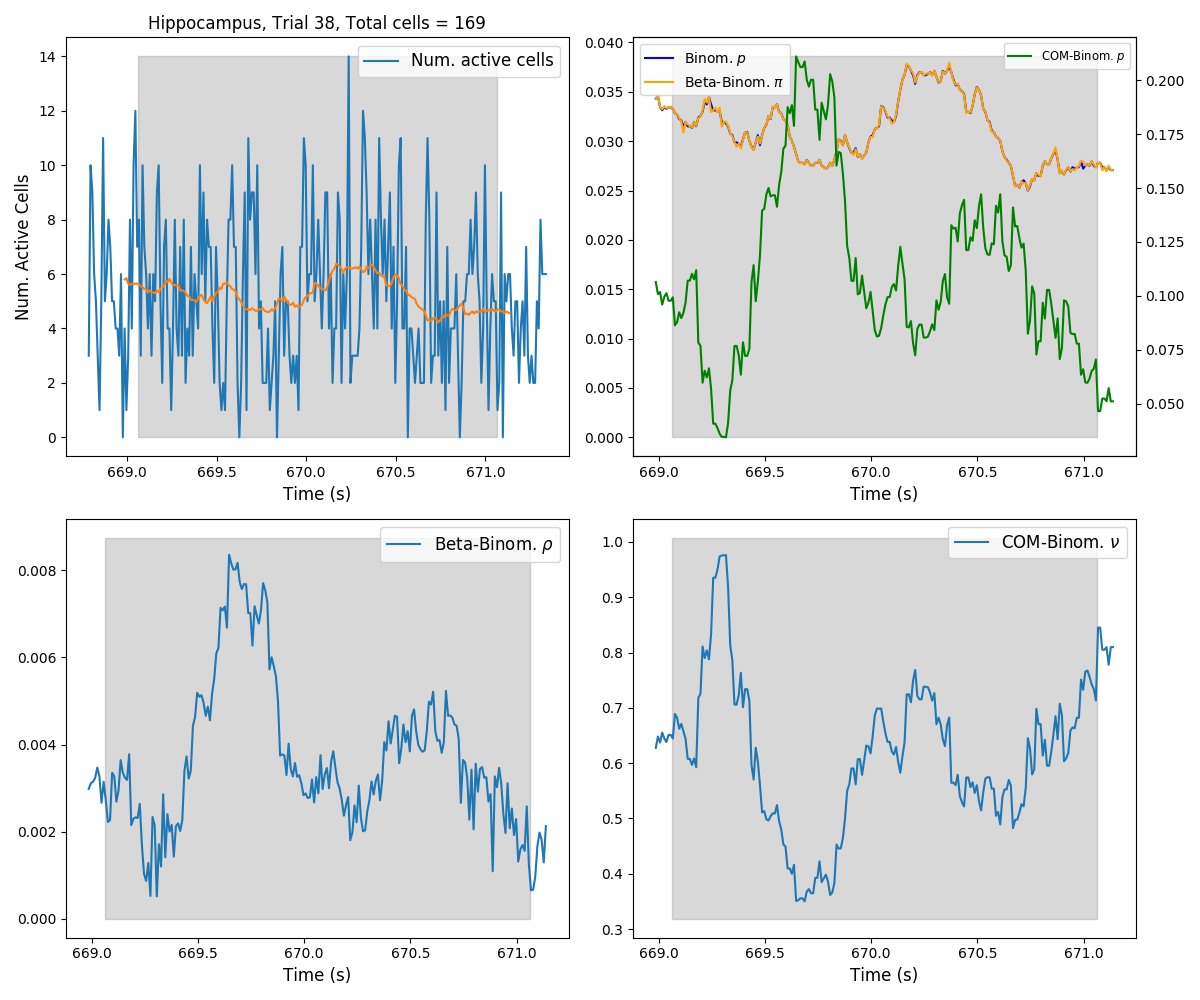 Hippocampus, Trial 38, Total cells = 169
Num. active cells
Num. Active Cells
14
12
10
8
6
4
2
0
669.0 669.5 670.0 670.5 671.0
Time (s)
Binom. p
Beta-Binom. π
COM-Binom. p
0.040
0.035
0.030
0.025
0.020
0.015
0.010
0.005
0.000
0.200
0.175
0.150
0.125
0.100
0.075
0.050
669.0 669.5 670.0 670.5 671.0
Time (s)
Beta-Binom. ρ
0.008
0.006
0.004
0.002
0.000
669.0 669.5 670.0 670.5 671.0
Time (s)
COM-Binom. ν
1.0
0.9
0.8
0.7
0.6
0.5
0.4
0.3
669.0 669.5 670.0 670.5 671.0
Time (s)